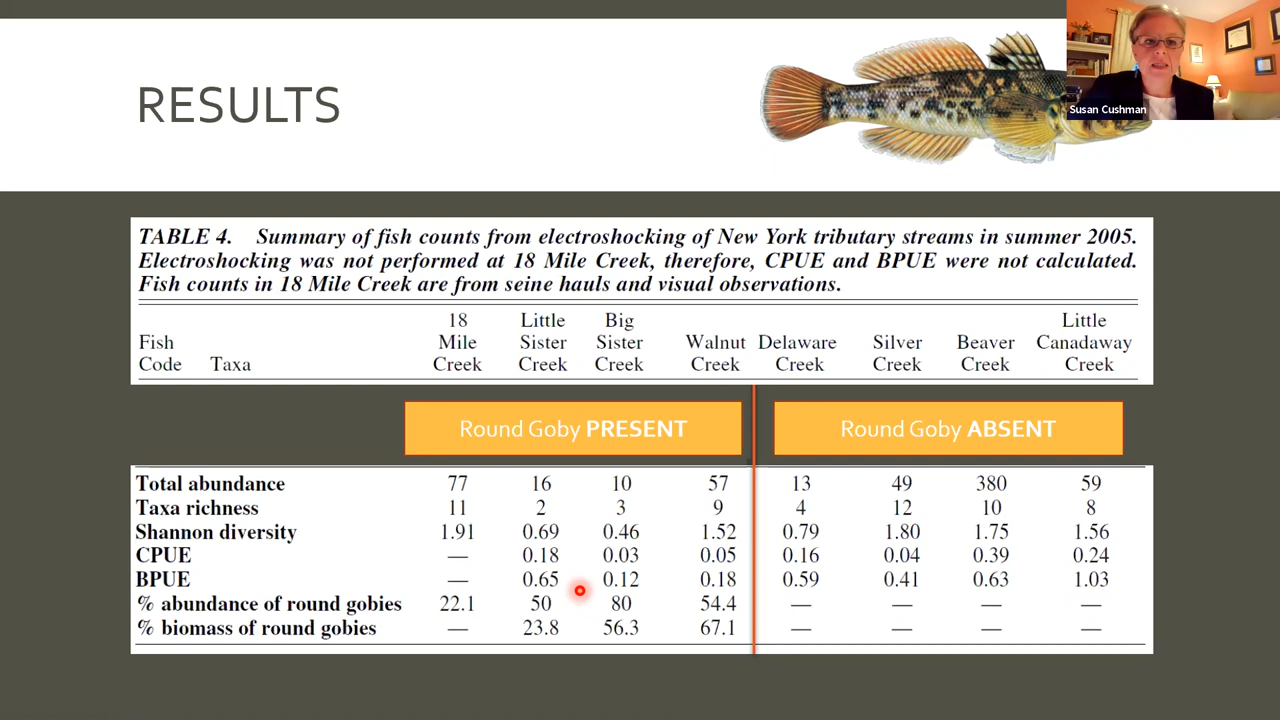 Susan Cushman
RESULTS
TABLE 4. Summary of fish counts from electroshocking of New York tributary streams in summer 2005.
Electroshocking was not performed at 18 Mile Creek, therefore, CPUE and BPUE were not calculated.
Fish counts in 18 Mile Creek are from seine hauls and visual observations.
18 Little Big Little
Fish Mile Sister Sister Walnut Delaware Silver Beaver Canadaway
Code Taxa Creek Creek Creek Creek Creek Creek Creek Creek
Round Goby PRESENT Round Goby ABSENT
Total abundance 77 16 10 57 13 49 380 59
Taxa richness 11 2 3 9 4 12 10 8
Shannon diversity 1.91 0.69 0.46 1.52 0.79 1.80 1.75 1.56
CPUE — 0.18 0.03 0.05 0.16 0.04 0.39 0.24
BPUE — 0.65 0.12 0.18 0.59 0.41 0.63 1.03
% abundance of round gobies 22.1 50 80 54.4 — — — —
% biomass of round gobies — 23.8 56.3 67.1 — — — —